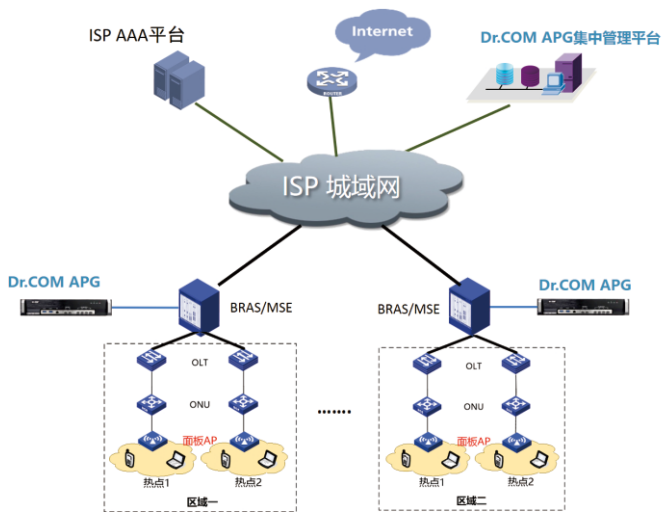 ISP AAA平台
Internet
Dr.COM APG集中管理平台
ROUTER
ISP 城域网
Dr.COM APG
BRAS/MSE
BRAS/MSE
Dr.COM APG
OLT
OLT
ONU
ONU
.......
面板AP
面板AP
热点1
热点2
热点1
热点2
区域一
区域二